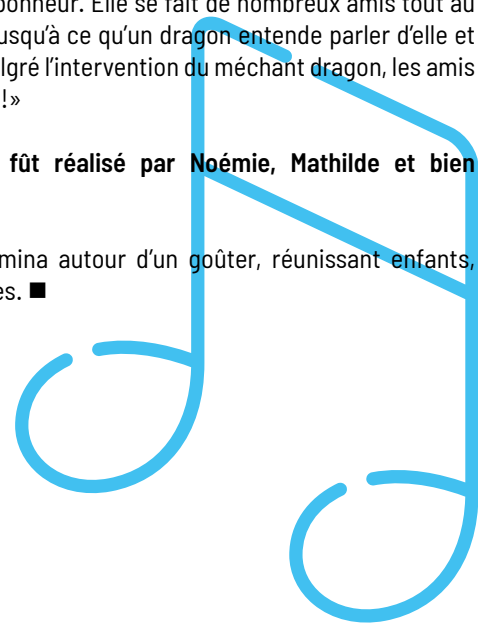 bonheur. Elle se fait de nombreux amis tout au
jusqu'à ce qu'un dragon entende parler d'elle et
lgré l'intervention du méchant dragon, les amis
!»
fût réalisé par Noémie, Mathilde et bien
mina autour d'un goûter, réunissant enfants,
es. ■